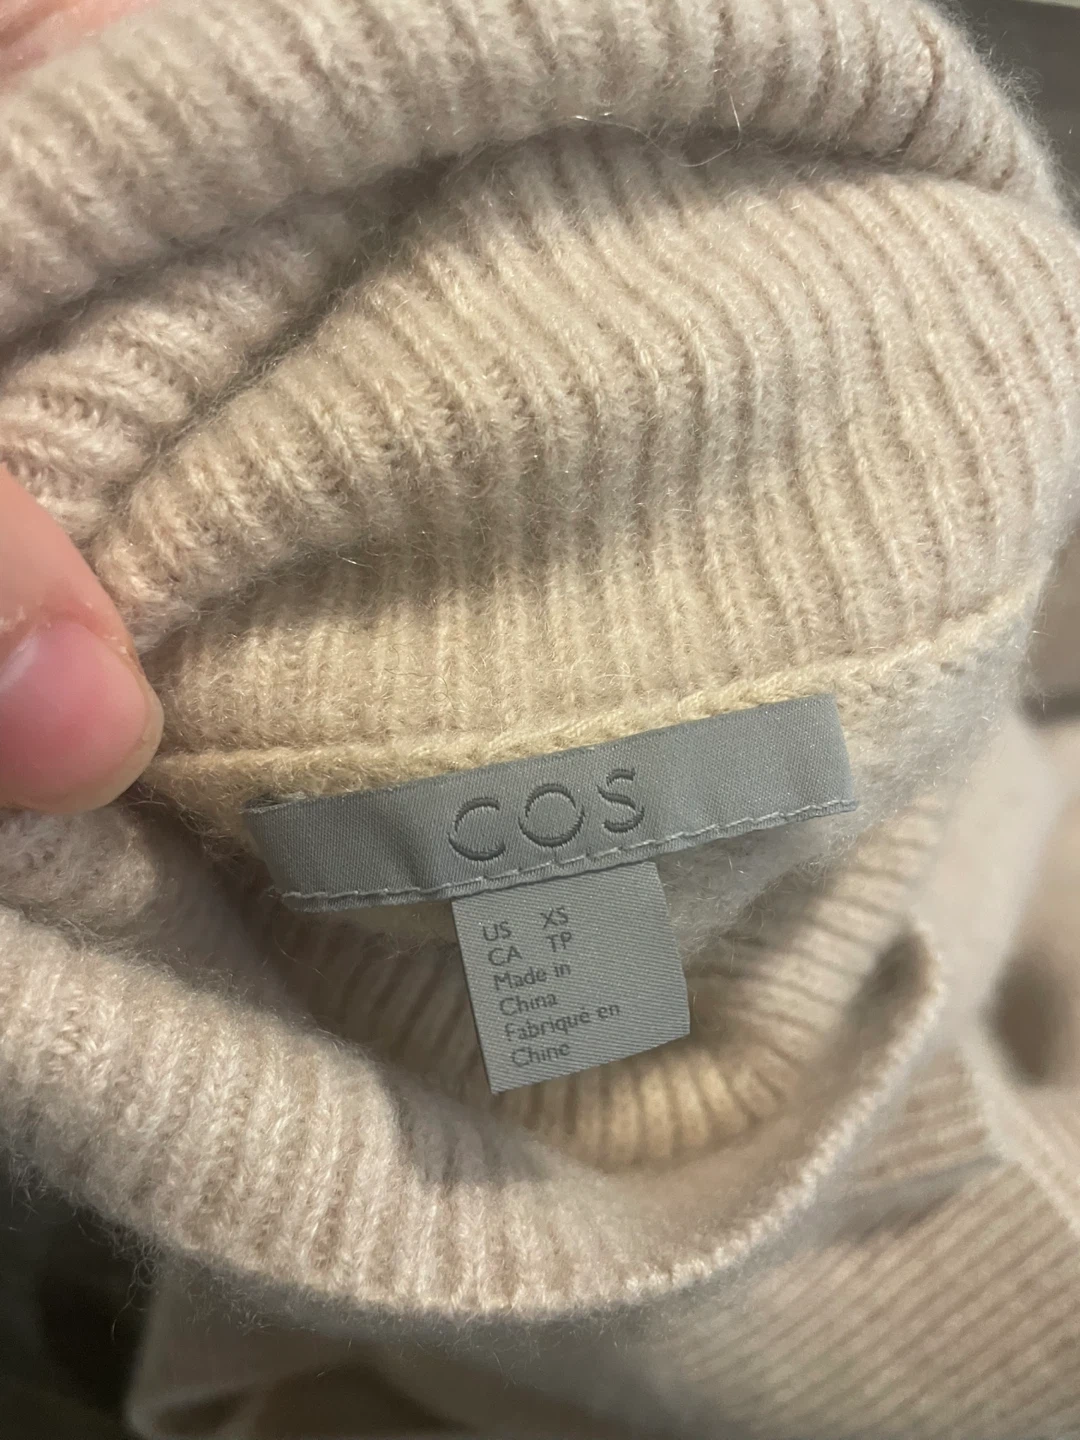 COS
US XS
CA TP
Made in
China
Fabriqué en
Chine